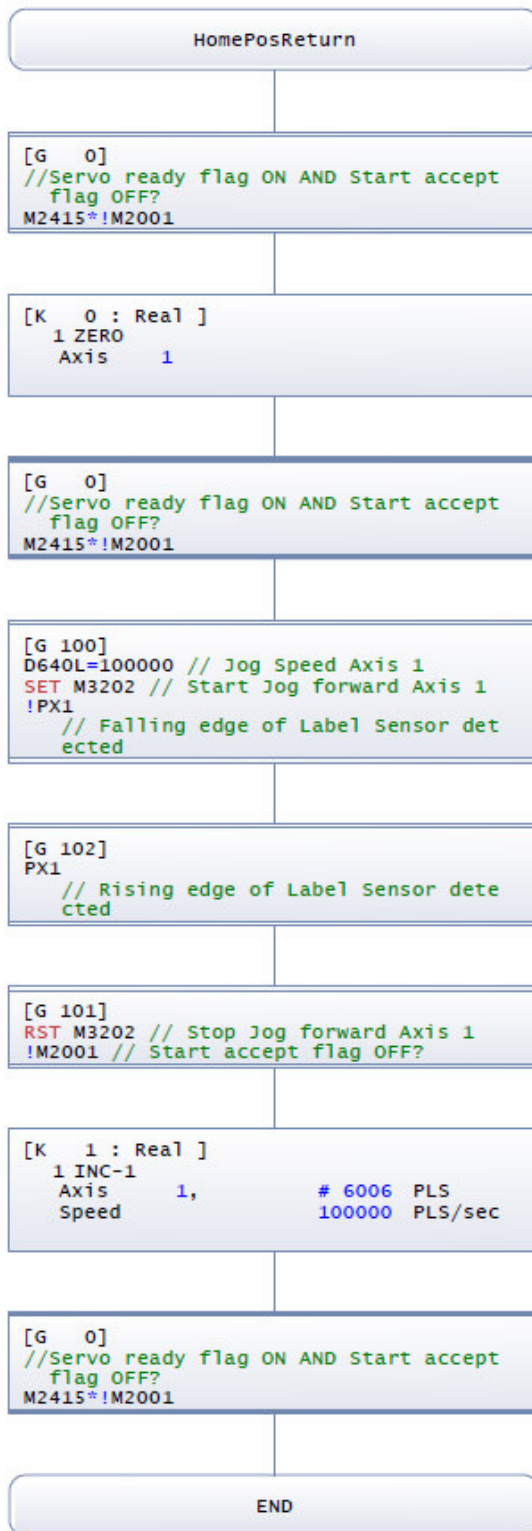 HomePosReturn
[G   0]
//Servo ready flag ON AND Start accept
flag OFF?
M2415*!M2001
[K   0 : Real ]
1 ZERO
Axis    1
[G   0]
//Servo ready flag ON AND Start accept
flag OFF?
M2415*!M2001
[G 100]
D640L=100000 // Jog Speed Axis 1
SET M3202 // Start Jog forward Axis 1
!PX1
// Falling edge of Label Sensor det
ected
[G 102]
PX1
// Rising edge of Label Sensor dete
cted
[G 101]
RST M3202 // Stop Jog forward Axis 1
!M2001 // Start accept flag OFF?
[K   1 : Real ]
1 INC-1
Axis    1,        # 6006 PLS
Speed        100000 PLS/sec
[G   0]
//Servo ready flag ON AND Start accept
flag OFF?
M2415*!M2001
END